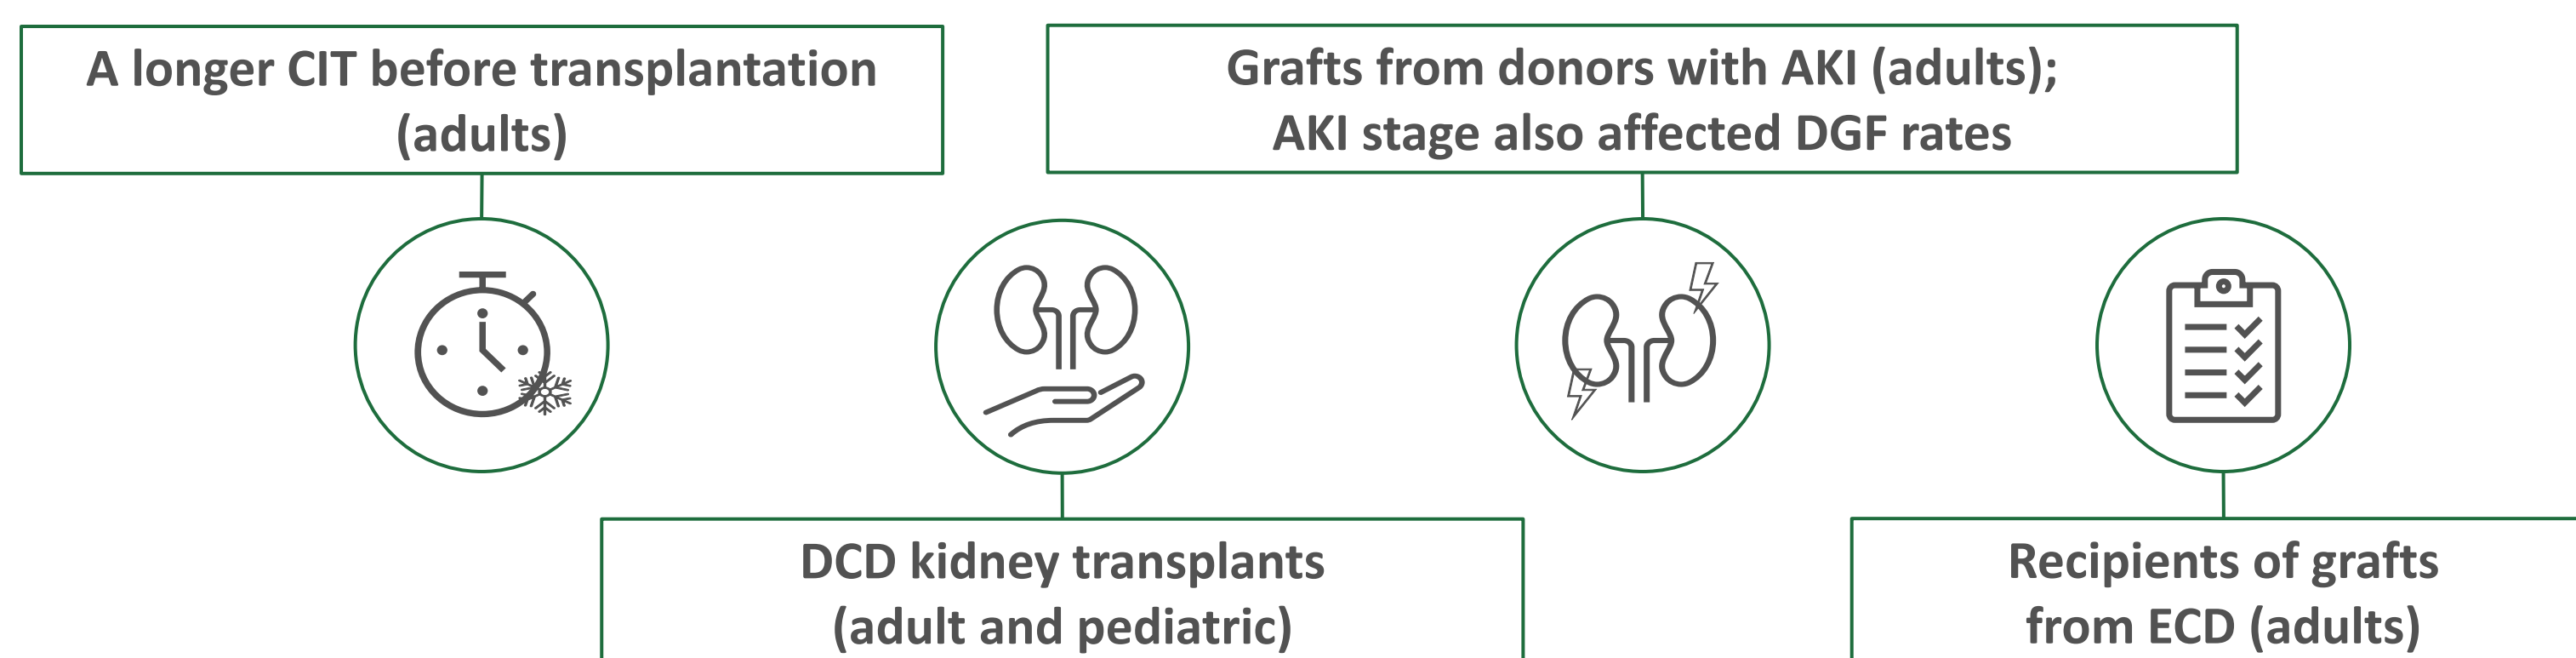 A longer CIT before transplantation
(adults)
Grafts from donors with AKI (adults);
AKI stage also affected DGF rates
DCD kidney transplants
(adult and pediatric)
Recipients of grafts
from ECD (adults)